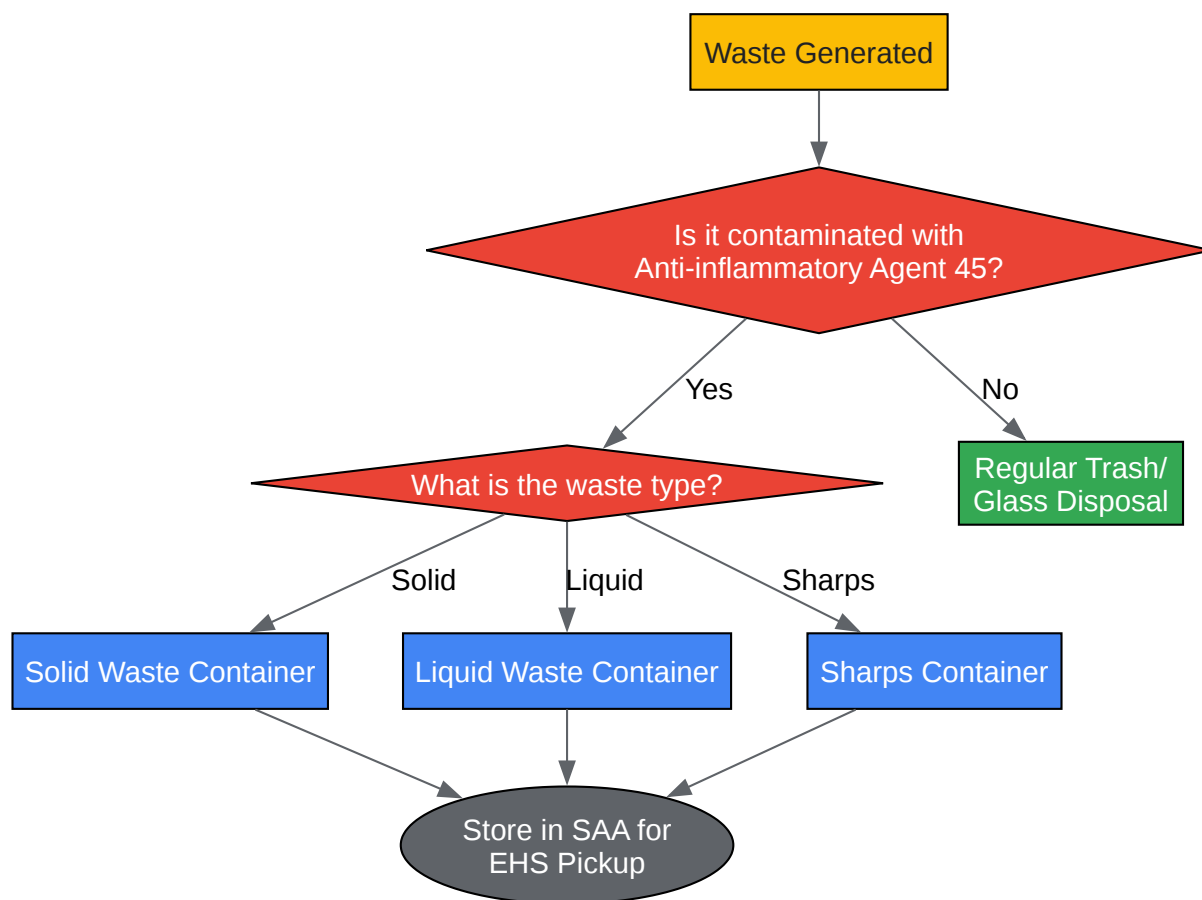 Waste Generated
Is it contaminated with
Anti-inflammatory Agent 45?
Yes
No
What is the waste type?
Regular Trash/
Glass Disposal
Solid
Liquid
Sharps
Solid Waste Container
Liquid Waste Container
Sharps Container
Store in SAA for
EHS Pickup